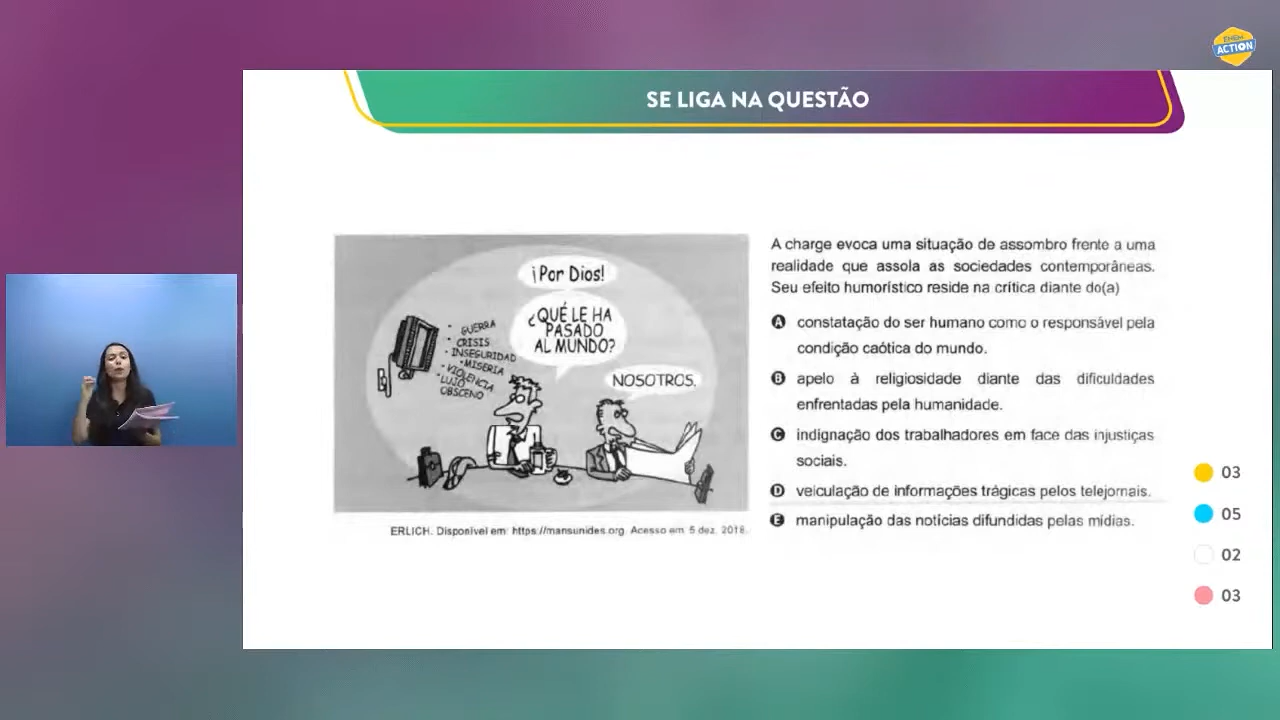 ENEM
ACTION
SE LIGA NA QUESTÃO
¡Por Dios!
¿QUÉ LE HA
PASADO
AL MUNDO?
NOSOTROS.
• GUERRA
• CRISIS
• INSEGURIDAD
• MISERIA
• VIOLENCIA
• LUJO
OBSCENO
ERLICH. Disponível em: https://mansunides.org. Acesso em: 5 dez. 2018.
A charge evoca uma situação de assombro frente a uma
realidade que assola as sociedades contemporâneas.
Seu efeito humorístico reside na crítica diante do(a)
A constatação do ser humano como o responsável pela
condição caótica do mundo.
B apelo à religiosidade diante das dificuldades
enfrentadas pela humanidade.
C indignação dos trabalhadores em face das injustiças
sociais.
D veiculação de informações trágicas pelos telejornais.
E manipulação das notícias difundidas pelas mídias.
03
05
02
03